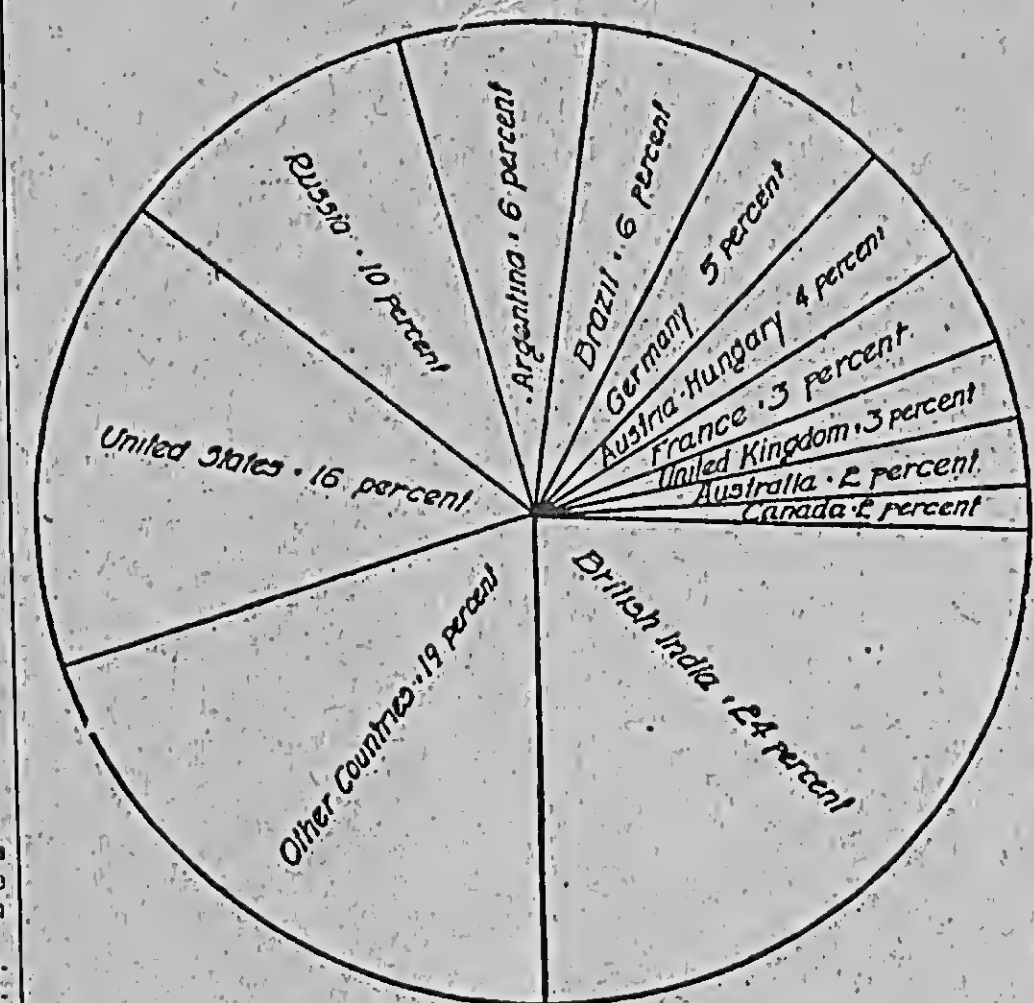 Russia · 10 percent
Argentina · 6 percent
Brazil · 6 percent
Germany 5 percent
Austria-Hungary 4 percent
France · 3 percent
United Kingdom · 3 percent
Australia · 2 percent
Canada · 2 percent
United States · 16 percent
British India · 24 percent
Other Countries · 19 percent